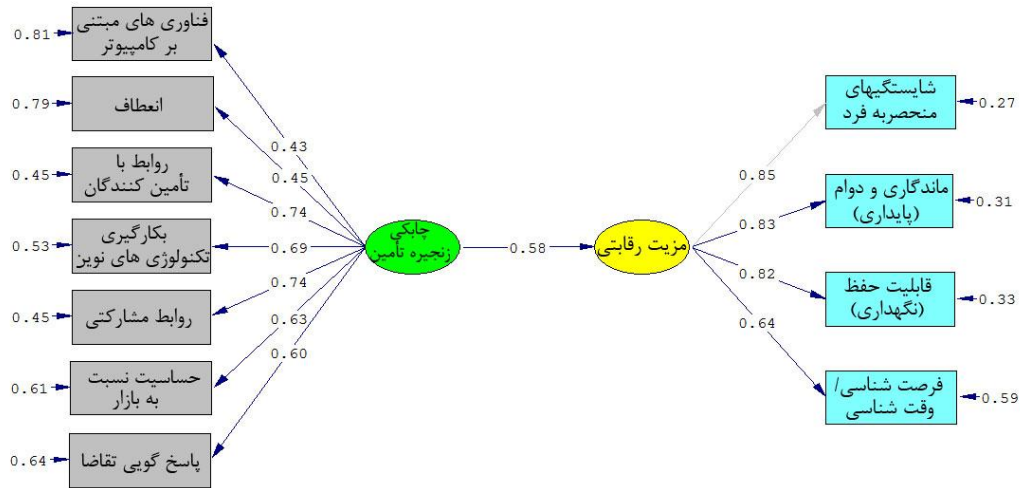 فناوری های مبتنی
بر کامپیوتر
0.81
انعطاف
0.79
روابط با
تأمین کنندگان
0.45
بکارگیری
تکنولوژی های نوین
0.53
روابط مشارکتی
0.45
حساسیت نسبت
به بازار
0.61
پاسخ گویی تقاضا
0.64
0.43
0.45
0.74
0.69
0.74
0.63
0.60
چابکی
زنجیره تأمین
0.58
مزیت رقابتی
0.85
0.83
0.82
0.64
شایستگیهای
منحصربه فرد
0.27
ماندگاری و دوام
(پایداری)
0.31
قابلیت حفظ
(نگهداری)
0.33
فرصت شناسی/
وقت شناسی
0.59